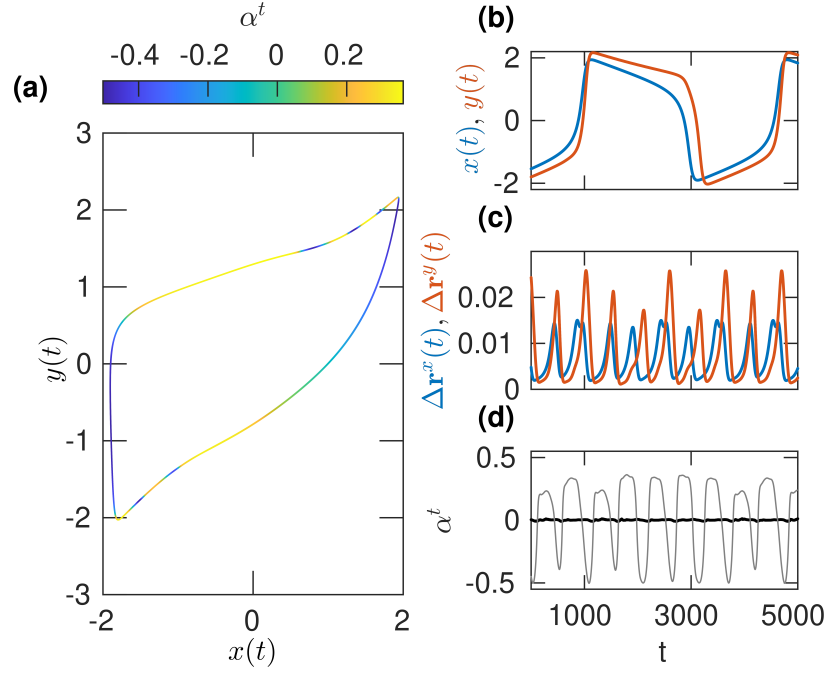 α^t
-0.4 -0.2 0 0.2
(a)
3
2
1
0
-1
-2
-3
y(t)
-2 0 2
x(t)
(b)
x(t), y(t)
2
0
-2
(c)
Δr^x(t), Δr^y(t)
0.02
0.01
0
(d)
α^t
0.5
0
-0.5
1000 3000 5000
t